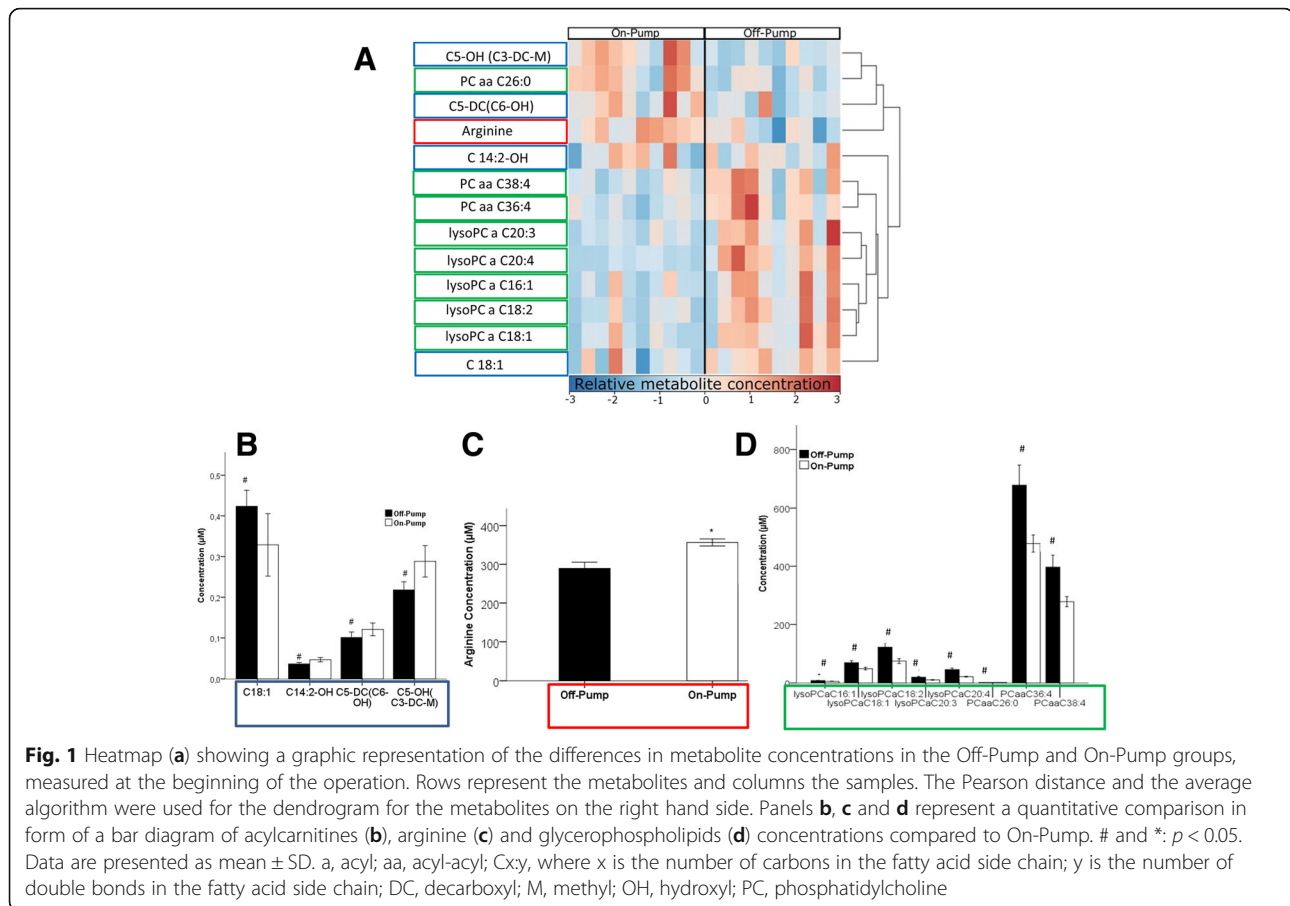 A
On-Pump Off-Pump
C5-OH (C3-DC-M)
PC aa C26:0
C5-DC(C6-OH)
Arginine
C 14:2-OH
PC aa C38:4
PC aa C36:4
lysoPC a C20:3
lysoPC a C20:4
lysoPC a C16:1
lysoPC a C18:2
lysoPC a C18:1
C 18:1
Relative metabolite concentration
-3 -2 -1 0 1 2 3
B
Concentration (µM)
0,5
0,4
0,3
0,2
0,1
0,0
# # # #
Off-Pump
On-Pump
C18:1 C14:2-OH C5-DC(C6-OH) C5-OH( C3-DC-M)
C
Arginine Concentration (µM)
400
300
200
100
0
*
Off-Pump On-Pump
D
Off-Pump
On-Pump
Concentration (µM)
800
600
400
200
0
# # # # # # # #
lysoPCaC16:1 lysoPCaC18:2 lysoPCaC20:4 PCaaC36:4
lysoPCaC18:1 lysoPCaC20:3 PCaaC26:0 PCaaC38:4
Fig. 1 Heatmap (a) showing a graphic representation of the differences in metabolite concentrations in the Off-Pump and On-Pump groups,
measured at the beginning of the operation. Rows represent the metabolites and columns the samples. The Pearson distance and the average
algorithm were used for the dendrogram for the metabolites on the right hand side. Panels b, c and d represent a quantitative comparison in
form of a bar diagram of acylcarnitines (b), arginine (c) and glycerophospholipids (d) concentrations compared to On-Pump. # and *: p < 0.05.
Data are presented as mean ± SD. a, acyl; aa, acyl-acyl; Cx:y, where x is the number of carbons in the fatty acid side chain; y is the number of
double bonds in the fatty acid side chain; DC, decarboxyl; M, methyl; OH, hydroxyl; PC, phosphatidylcholine